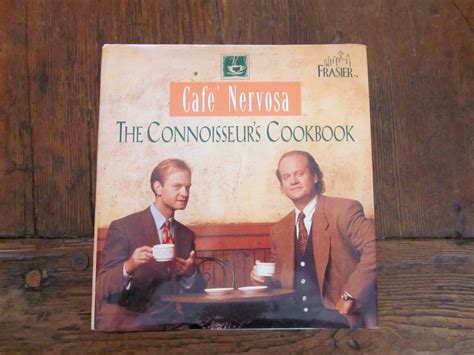 FRASIER
Cafe' Nervosa
THE CONNOISSEUR'S COOKBOOK